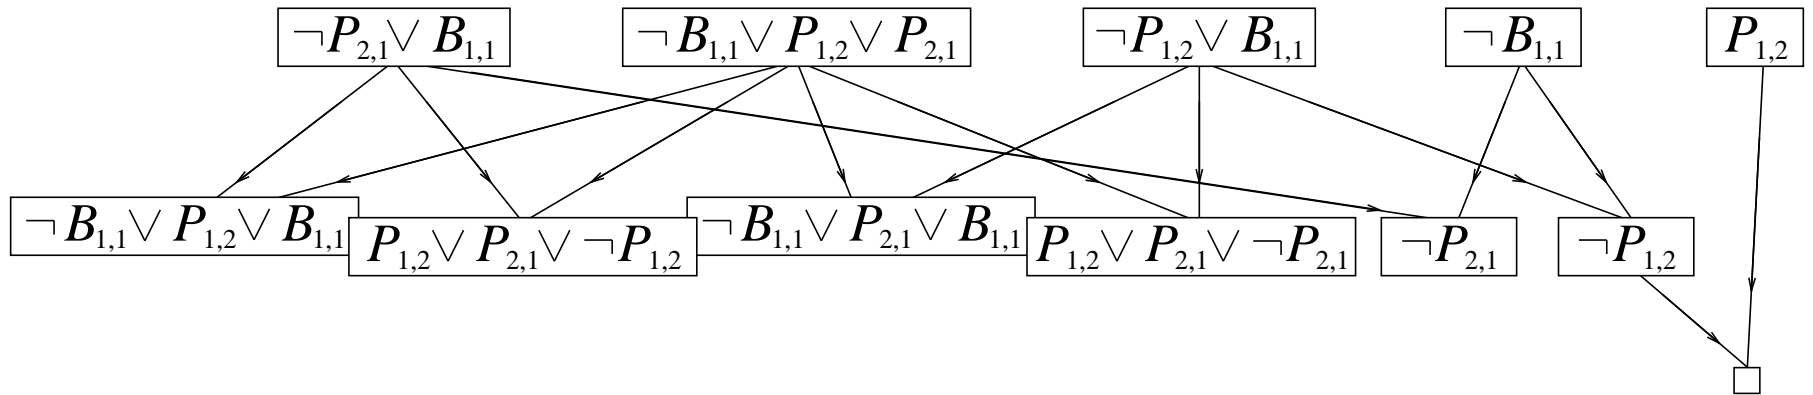 ¬P2,1 ∨ B1,1 ¬B1,1 ∨ P1,2 ∨ P2,1 ¬P1,2 ∨ B1,1 ¬B1,1 P1,2
¬B1,1 ∨ P1,2 ∨ B1,1 P1,2 ∨ P2,1 ∨ ¬P1,2 ¬B1,1 ∨ P2,1 ∨ B1,1 P1,2 ∨ P2,1 ∨ ¬P2,1 ¬P2,1 ¬P1,2